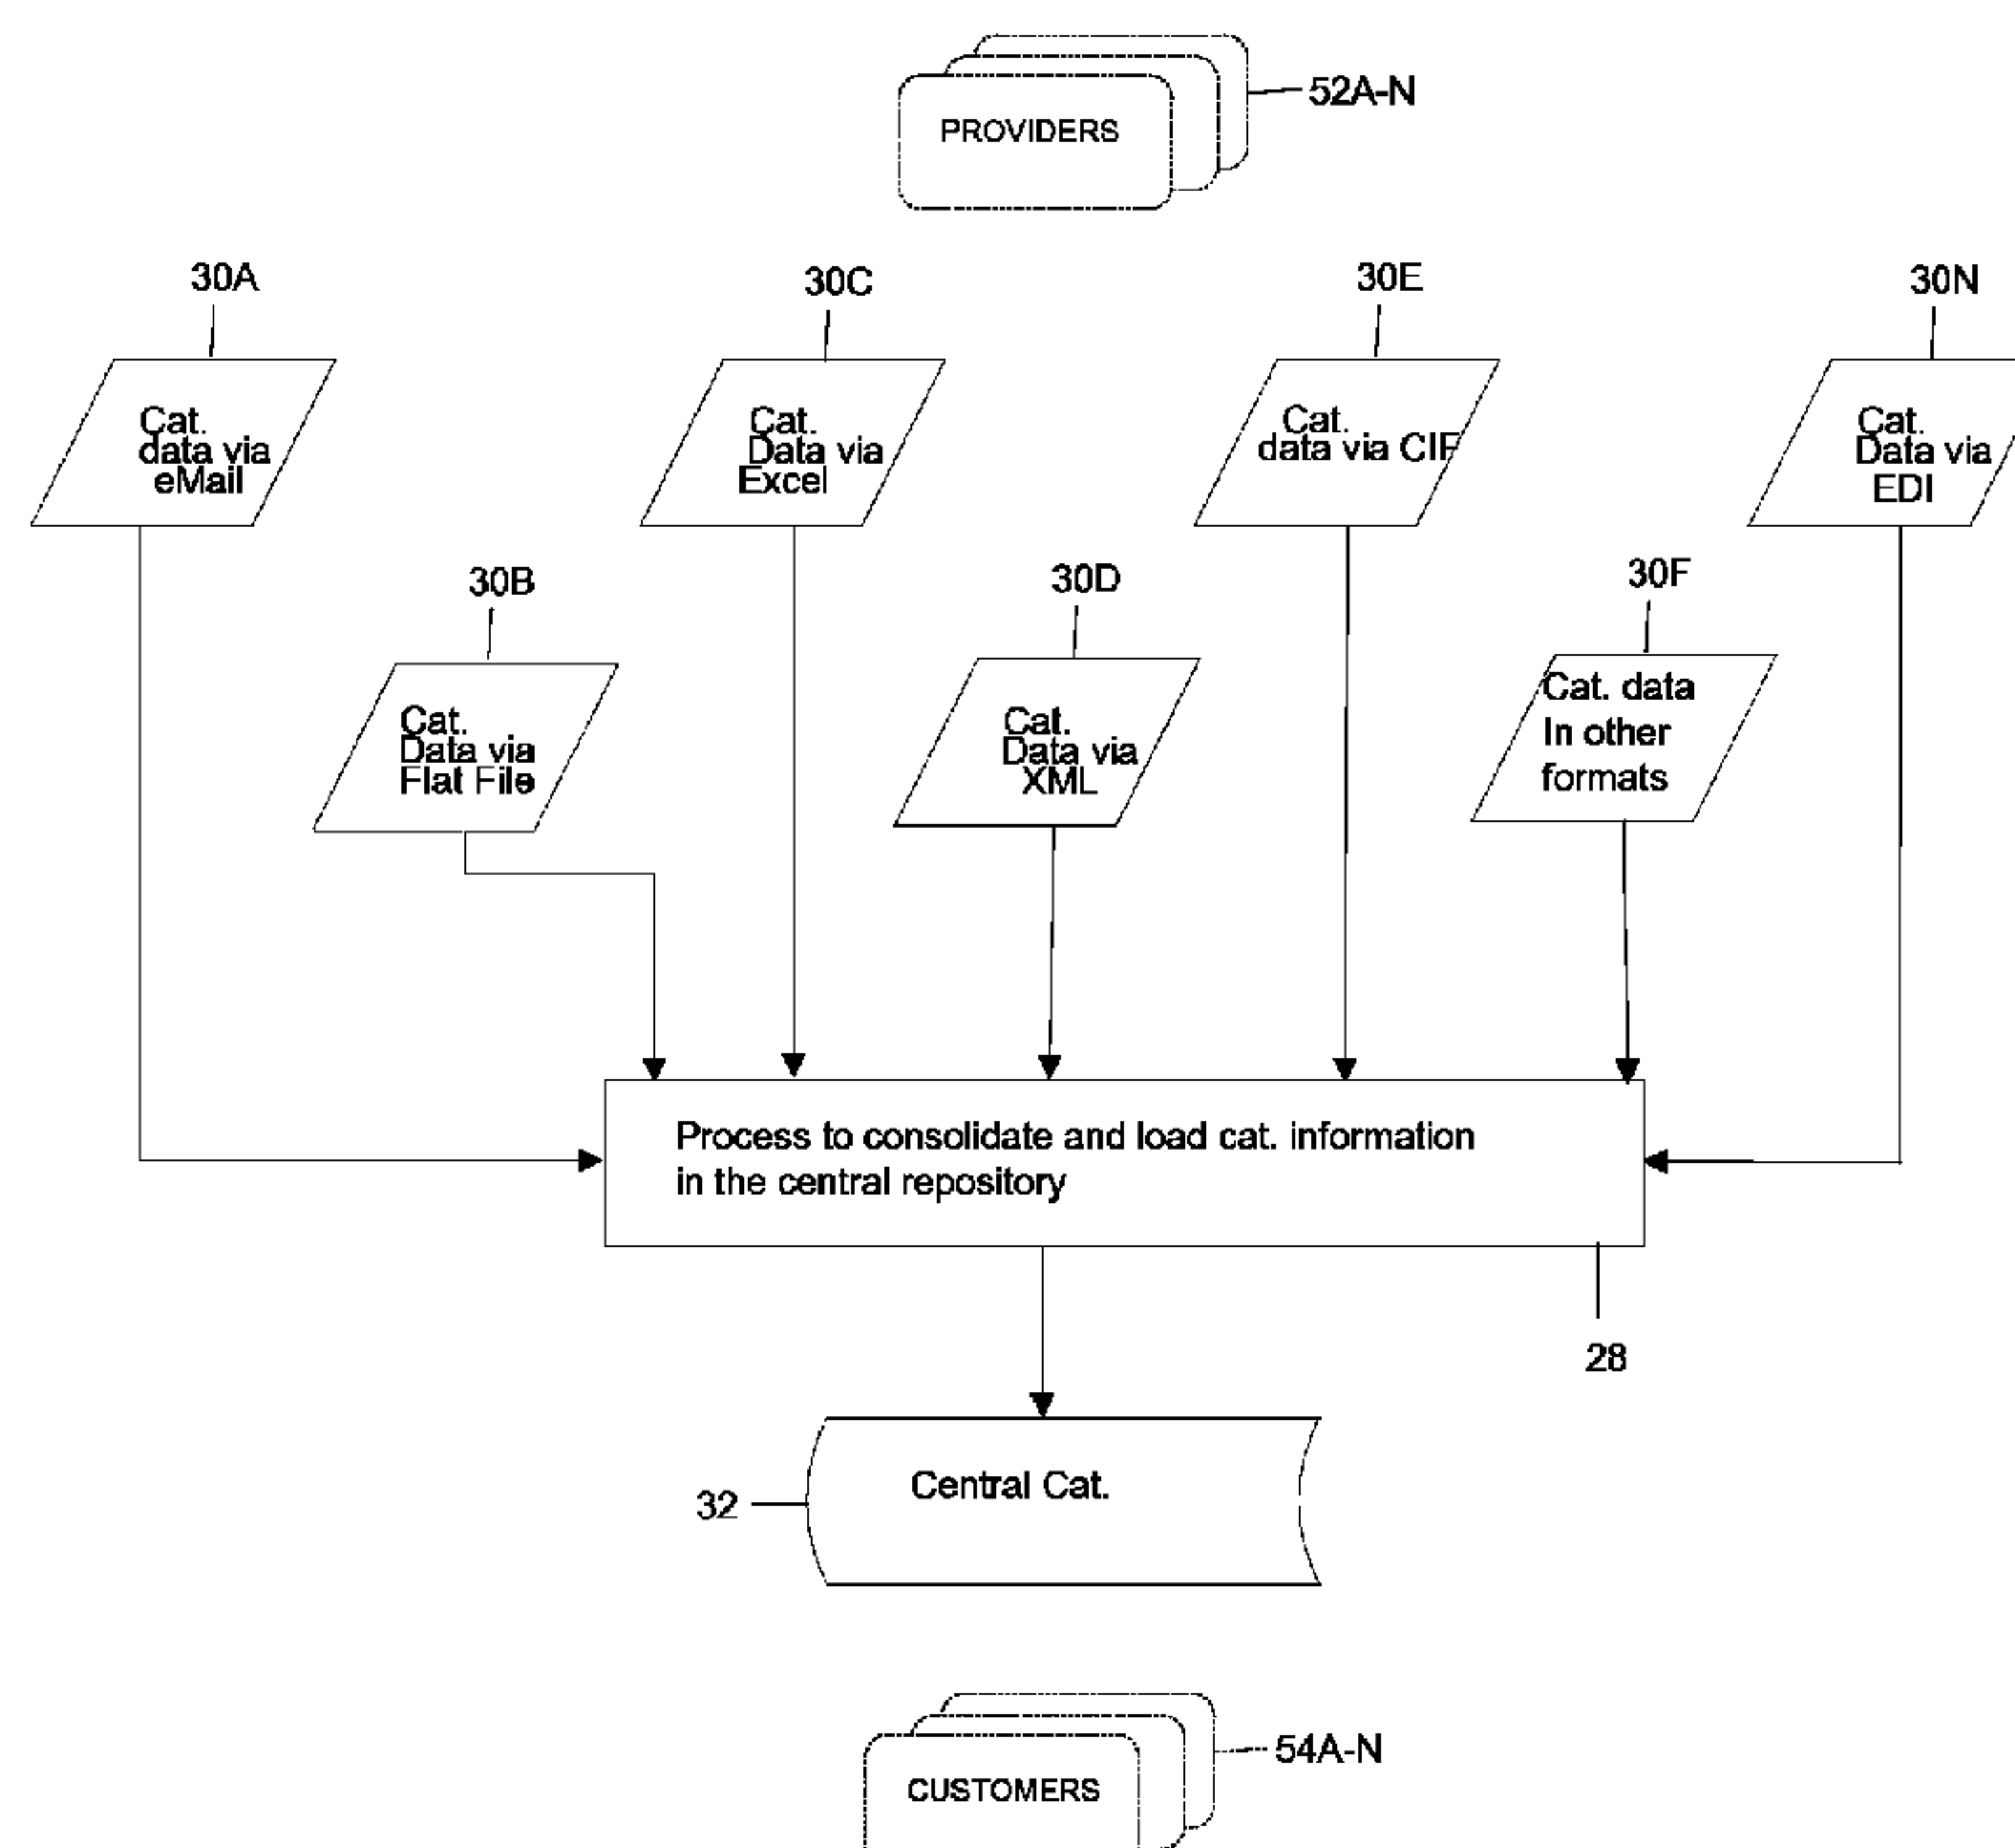 52A-N
PROVIDERS
30A
30C
30E
30N
Cat.
data via
eMail
Cat.
Data via
Excel
Cat.
data via CIF
Cat.
Data via
EDI
30B
30D
30F
Cat.
Data via
Flat File
Cat.
Data via
XML
Cat. data
In other
formats
Process to consolidate and load cat. information
in the central repository
28
Central Cat.
32
54A-N
CUSTOMERS